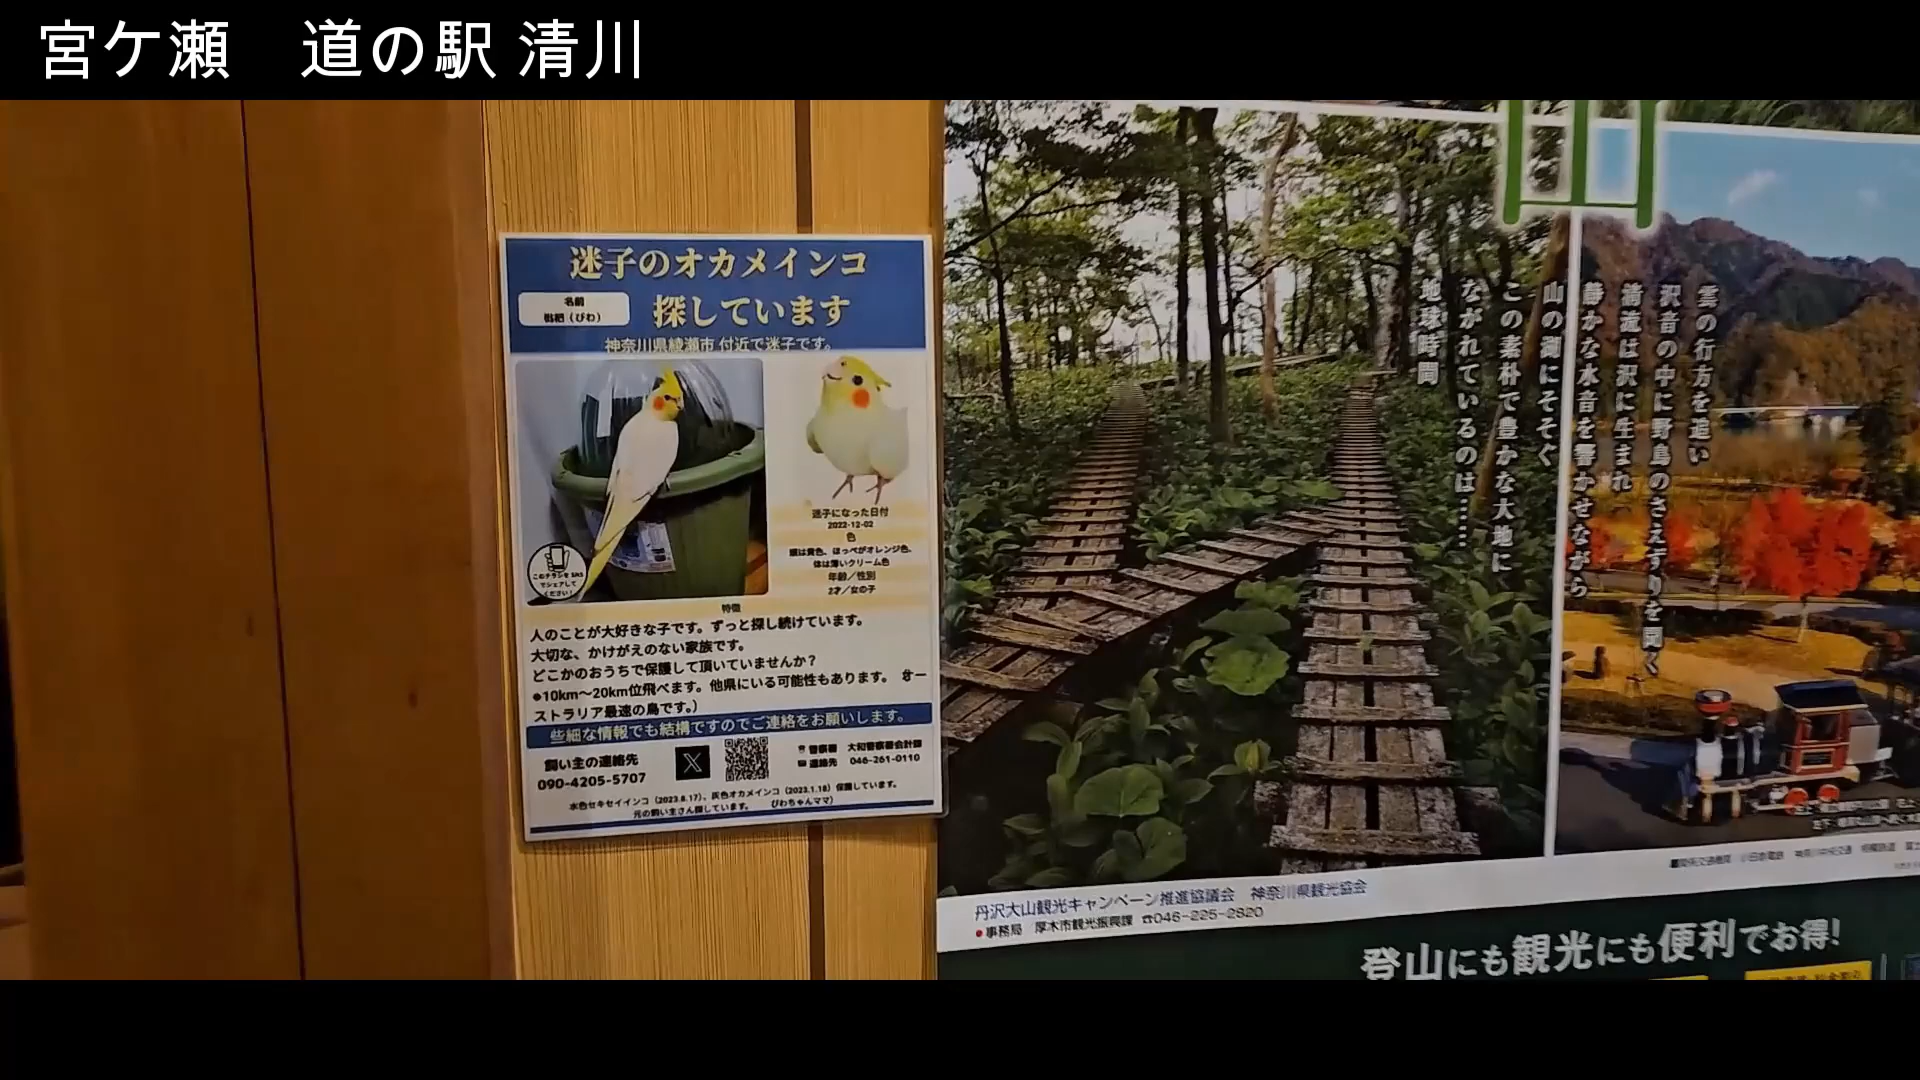 宮ケ瀬　道の駅 清川
迷子のオカメインコ
探しています
名前
枇杷（びわ）
神奈川県綾瀬市 付近で迷子です。
迷子になった日付
2022-12-02
色
頭は黄色、ほっぺがオレンジ色、
体は薄いクリーム色
年齢／性別
2才／女の子
このチラシを SNS
でシェアして
ください！
特徴
人のことが大好きな子です。ずっと探し続けています。
大切な、かけがえのない家族です。
どこかのおうちで保護して頂いていませんか？
●10km〜20km位飛べます。他県にいる可能性もあります。 オー
ストラリア最速の鳥です。）
些細な情報でも結構ですのでご連絡をお願いします。
飼い主の連絡先
090-4205-5707
警察署 大和警察署会計課
連絡先 046-261-0110
水色セキセイインコ（2023.8.17）、灰色オカメインコ（2023.1.18）保護しています。
元の飼い主さん探しています。 びわちゃんママ）
雲の行方を追い
沢音の中に野鳥のさえずりを聞く
清流は沢に生まれ
静かな水音を響かせながら
山の湖にそそぐ
この素朴で豊かな大地に
ながれているのは……
地球時間
丹沢大山観光キャンペーン推進協議会 神奈川県観光協会
●事務局 厚木市観光振興課 ☎046-225-2820
登山にも観光にも便利でお得!